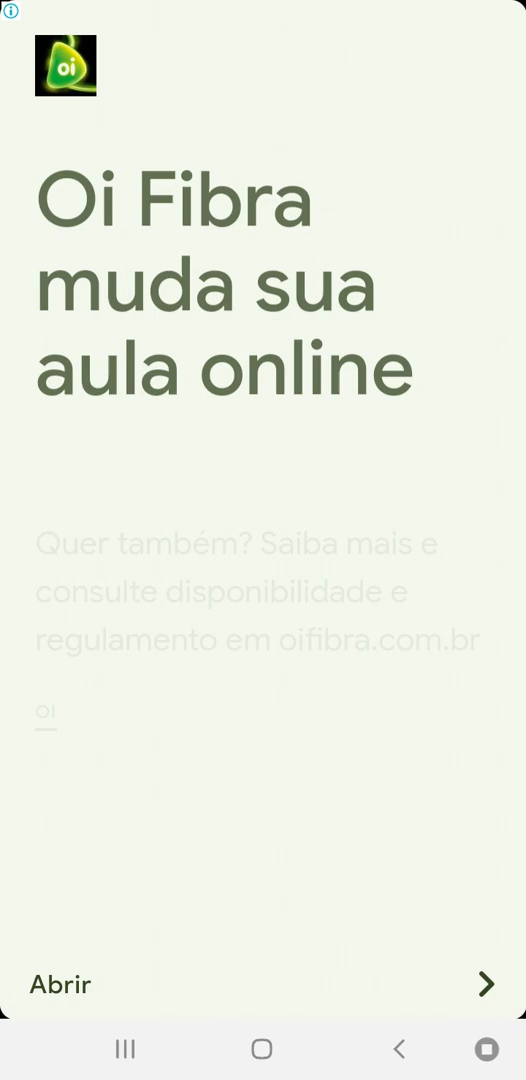 oi
Oi Fibra
muda sua
aula online
Quer também? Saiba mais e
consulte disponibilidade e
regulamento em oifibra.com.br
OI
Abrir